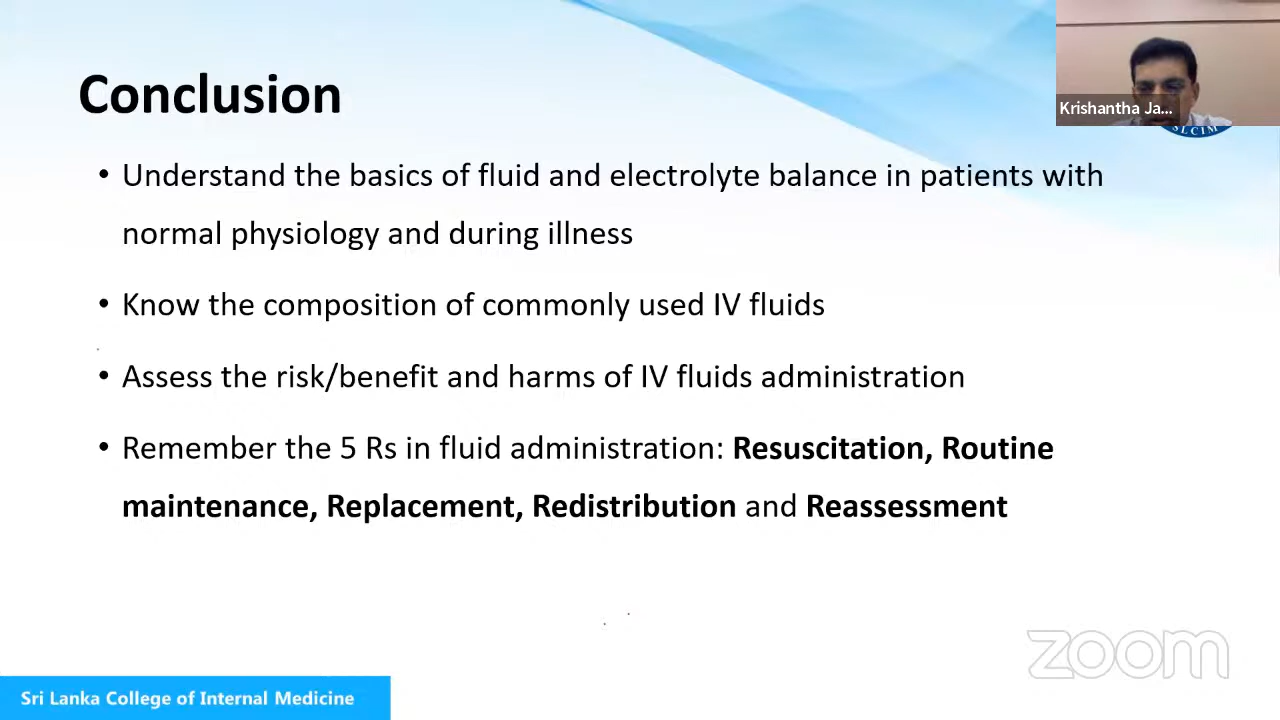 Conclusion
Krishantha Ja...
SLCIM
• Understand the basics of fluid and electrolyte balance in patients with
normal physiology and during illness
• Know the composition of commonly used IV fluids
• Assess the risk/benefit and harms of IV fluids administration
• Remember the 5 Rs in fluid administration: Resuscitation, Routine
maintenance, Replacement, Redistribution and Reassessment
zoom
Sri Lanka College of Internal Medicine